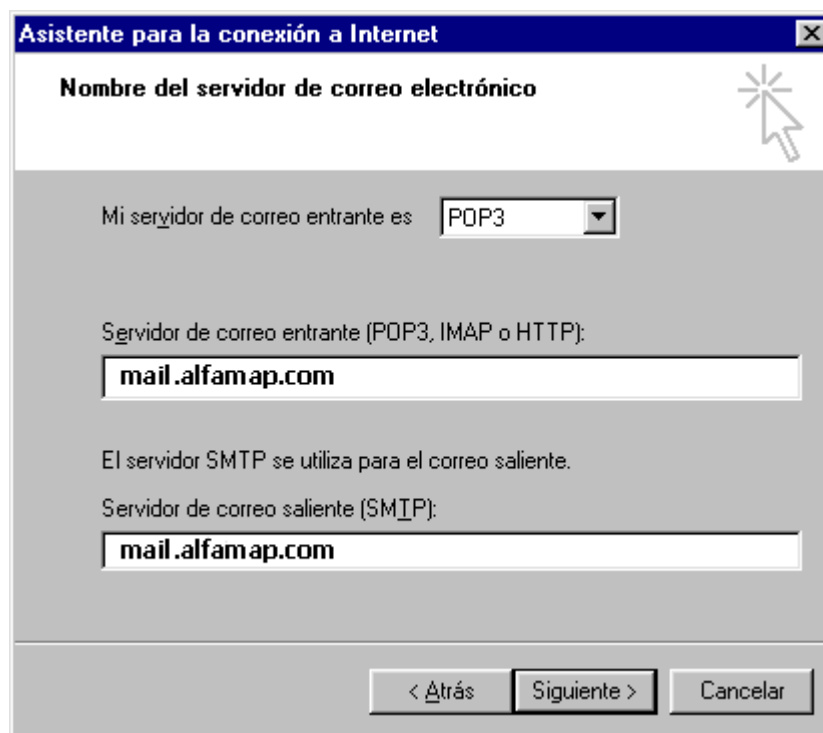 Asistente para la conexión a Internet
Nombre del servidor de correo electrónico
Mi servidor de correo entrante es POP3
Servidor de correo entrante (POP3, IMAP o HTTP):
mail.alfamap.com
El servidor SMTP se utiliza para el correo saliente.
Servidor de correo saliente (SMTP):
mail.alfamap.com
< Atrás Siguiente > Cancelar